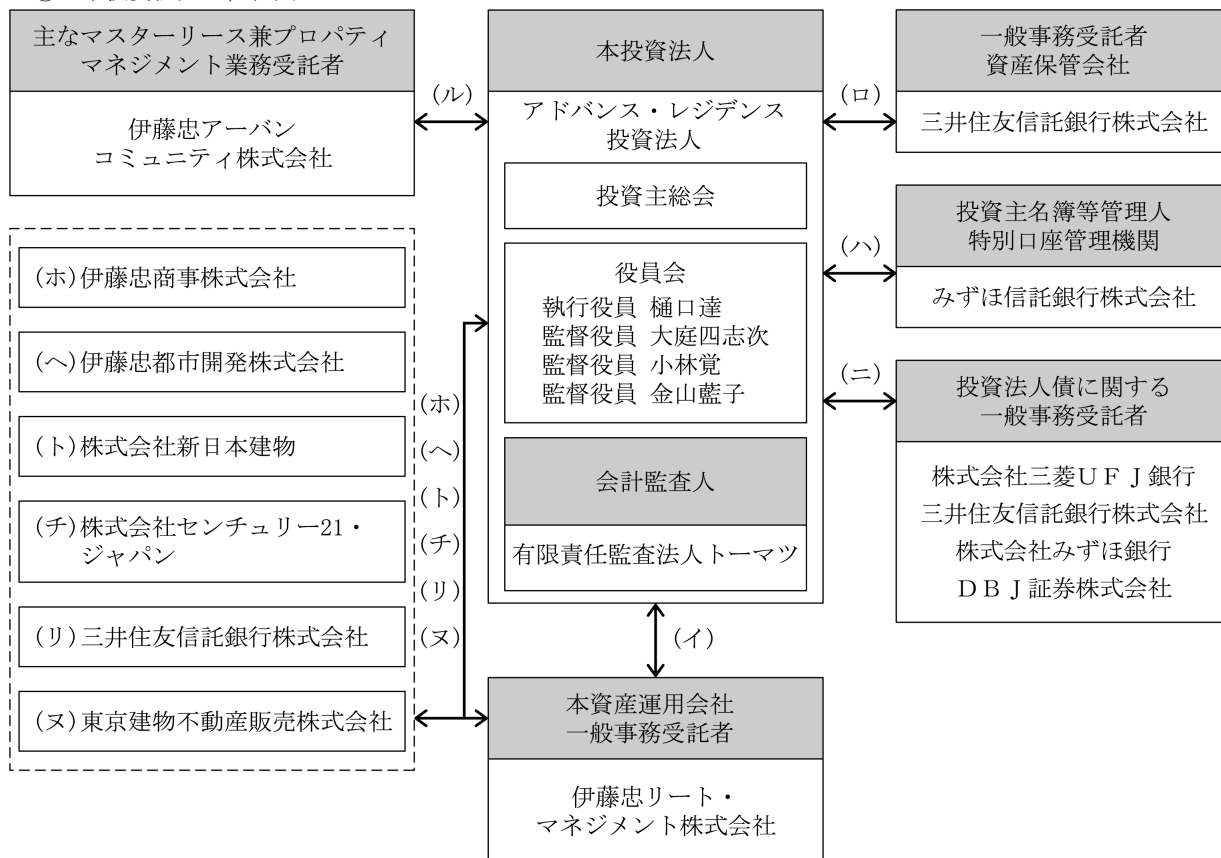 主なマスターリース兼プロパティ
マネジメント業務受託者
伊藤忠アーバン
コミュニティ株式会社
(ル)
本投資法人
アドバンス・レジデンス
投資法人
投資主総会
役員会
執行役員 樋口達
監督役員 大庭四志次
監督役員 小林覚
監督役員 金山藍子
会計監査人
有限責任監査法人トーマツ
(ロ)
一般事務受託者
資産保管会社
三井住友信託銀行株式会社
(ハ)
投資主名簿等管理人
特別口座管理機関
みずほ信託銀行株式会社
(ニ)
投資法人債に関する
一般事務受託者
株式会社三菱UFJ銀行
三井住友信託銀行株式会社
株式会社みずほ銀行
DBJ証券株式会社
(ホ)伊藤忠商事株式会社
(ヘ)伊藤忠都市開発株式会社
(ト)株式会社新日本建物
(チ)株式会社センチュリー21・
ジャパン
(リ)三井住友信託銀行株式会社
(ヌ)東京建物不動産販売株式会社
(ホ)
(ヘ)
(ト)
(チ)
(リ)
(ヌ)
(イ)
本資産運用会社
一般事務受託者
伊藤忠リート・
マネジメント株式会社